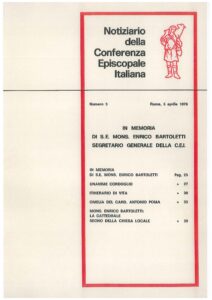 Notiziario
della
Conferenza
Episcopale
Italiana
Numero 5 Roma, 5 aprile 1976
IN MEMORIA
DI S.E. MONS. ENRICO BARTOLETTI
SEGRETARIO GENERALE DELLA C.E.I.
IN MEMORIA
DI S.E. MONS. ENRICO BARTOLETTI Pag. 25
UNANIME CORDOGLIO » 27
ITINERARIO DI VITA » 30
OMELIA DEL CARD. ANTONIO POMA » 33
MONS. ENRICO BARTOLETTI:
LA CATTEDRALE
SEGNO DELLA CHIESA LOCALE » 39